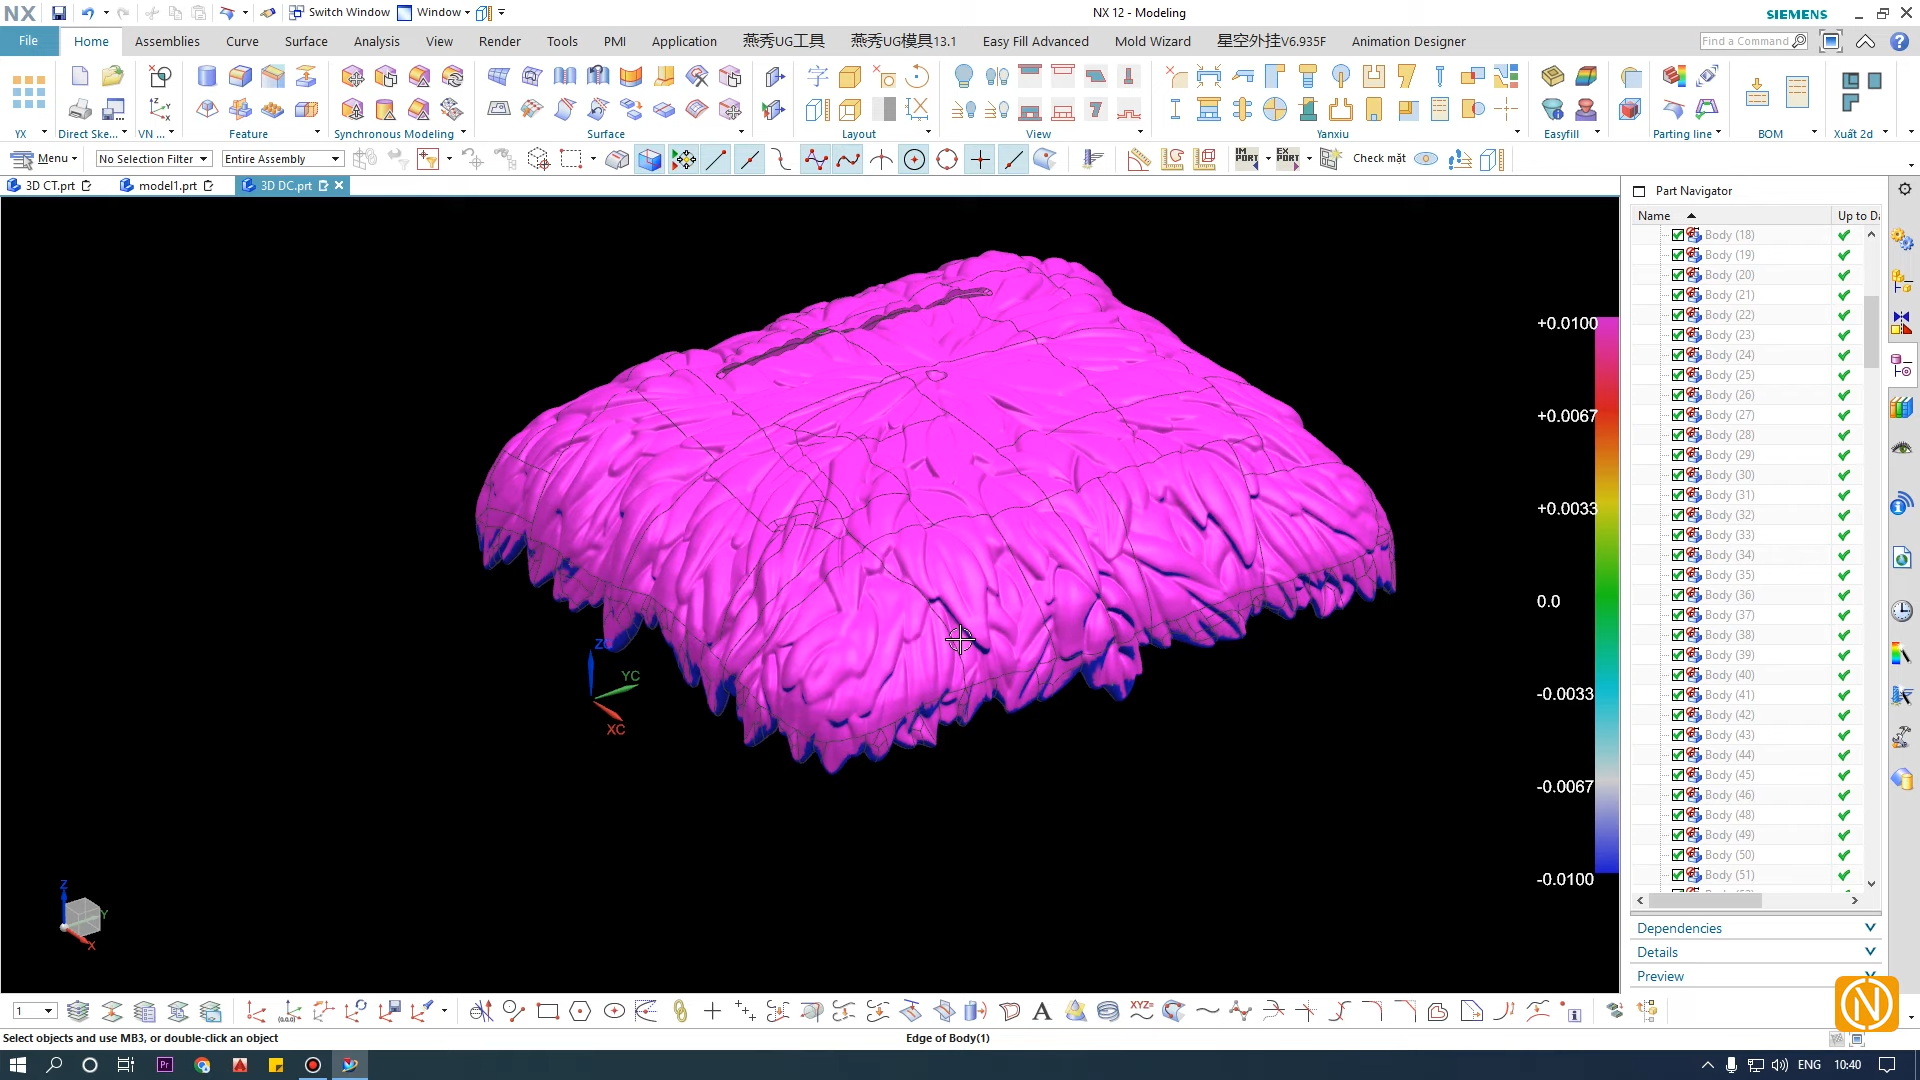 NX
Switch Window
Window
NX 12 - Modeling
SIEMENS
File
Home
Assemblies
Curve
Surface
Analysis
View
Render
Tools
PMI
Application
燕秀UG工具
燕秀UG模具13.1
Easy Fill Advanced
Mold Wizard
星空外挂V6.935F
Animation Designer
Find a Command
YX
Direct Ske...
VN ...
Feature
Synchronous Modeling
Surface
Layout
View
Yanxiu
Easyfill
Parting line
BOM
Xuất 2d
Menu
No Selection Filter
Entire Assembly
IM PORT
EX PORT
Check mặt
3D CT.prt
model1.prt
3D DC.prt
Part Navigator
Name
Up to Da
Body (18)
Body (19)
Body (20)
Body (21)
Body (22)
Body (23)
Body (24)
Body (25)
Body (26)
Body (27)
Body (28)
Body (29)
Body (30)
Body (31)
Body (32)
Body (33)
Body (34)
Body (35)
Body (36)
Body (37)
Body (38)
Body (39)
Body (40)
Body (41)
Body (42)
Body (43)
Body (44)
Body (45)
Body (46)
Body (48)
Body (49)
Body (50)
Body (51)
+0.0100
+0.0067
+0.0033
0.0
-0.0033
-0.0067
-0.0100
YC
XC
Z
Y
X
Dependencies
Details
Preview
1
XYZ=
A
N
Select objects and use MB3, or double-click an object
Edge of Body(1)
Pr
ENG
10:40